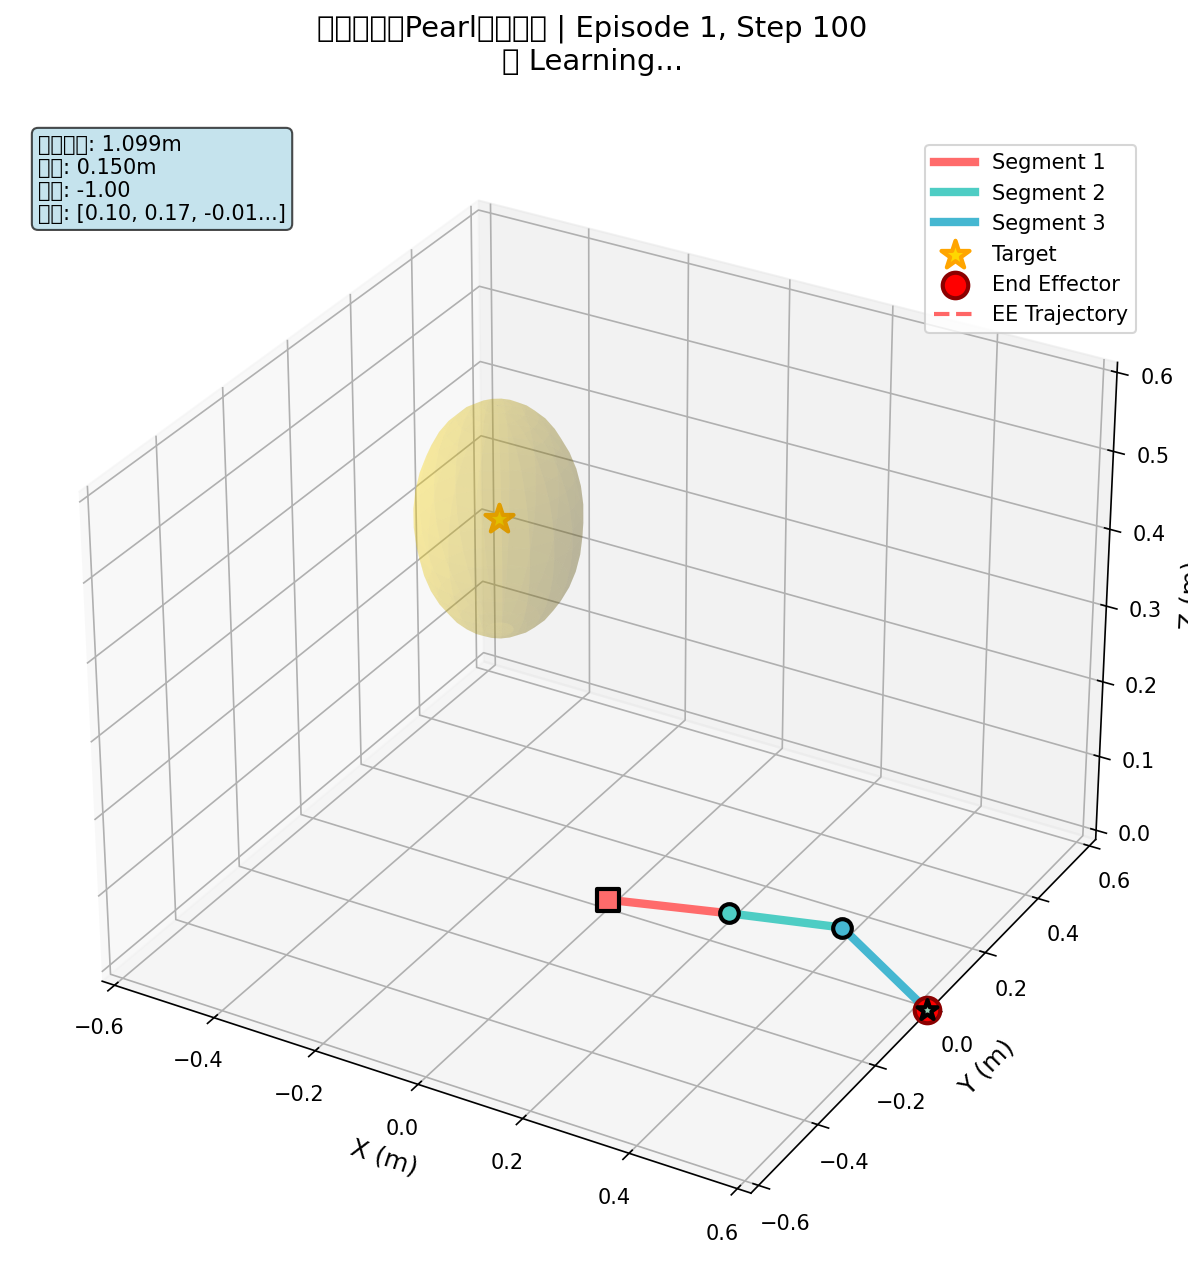 Pearl | Episode 1, Step 100
Learning...
: 1.099m
: 0.150m
: -1.00
: [0.10, 0.17, -0.01...]
Segment 1
Segment 2
Segment 3
Target
End Effector
EE Trajectory
0.6
0.5
0.4
0.3
0.2
0.1
0.0
0.6
0.4
0.2
0.0
−0.2
−0.4
−0.6
Y (m)
−0.6
−0.4
−0.2
0.0
0.2
0.4
0.6
X (m)